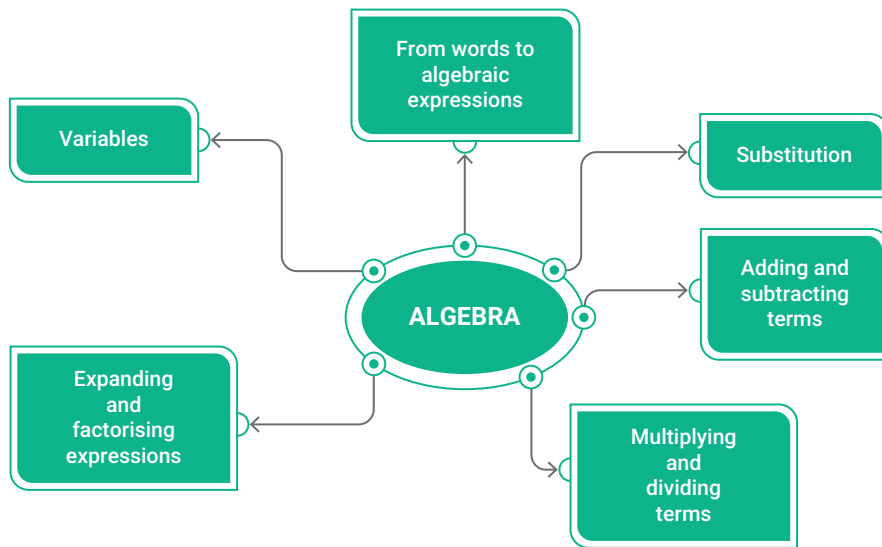 From words to
algebraic
expressions
Variables
Substitution
Adding and
subtracting
terms
ALGEBRA
Expanding
and
factorising
expressions
Multiplying
and
dividing
terms